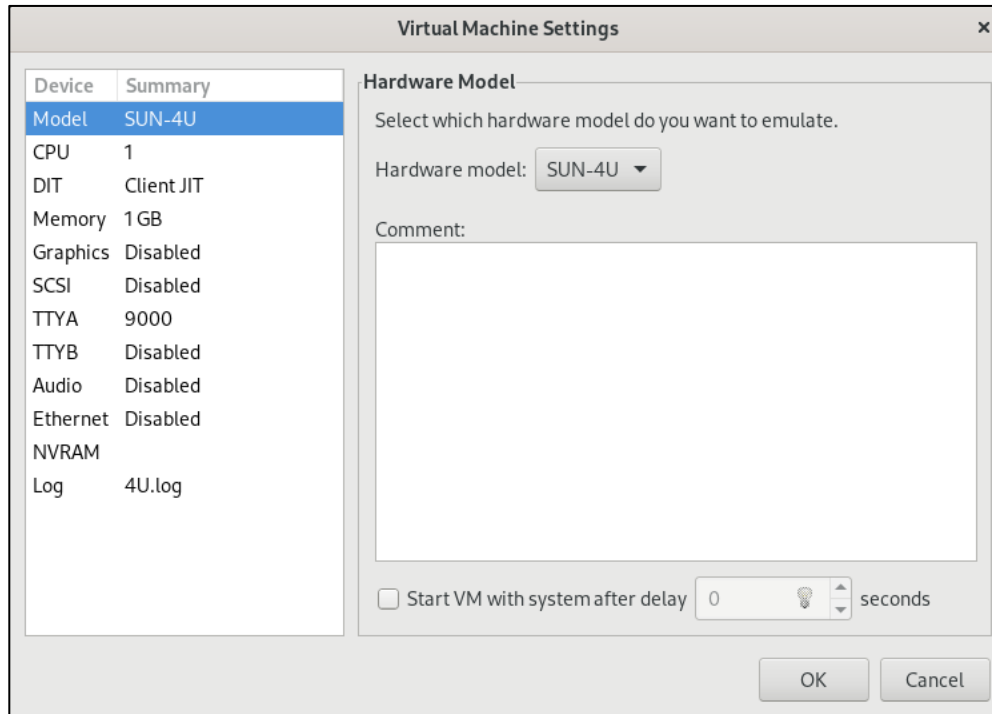 Virtual Machine Settings ×
Device Summary
Model SUN-4U
CPU 1
DIT Client JIT
Memory 1 GB
Graphics Disabled
SCSI Disabled
TTYA 9000
TTYB Disabled
Audio Disabled
Ethernet Disabled
NVRAM
Log 4U.log
Hardware Model
Select which hardware model do you want to emulate.
Hardware model: SUN-4U
Comment:
Start VM with system after delay 0 seconds
OK Cancel